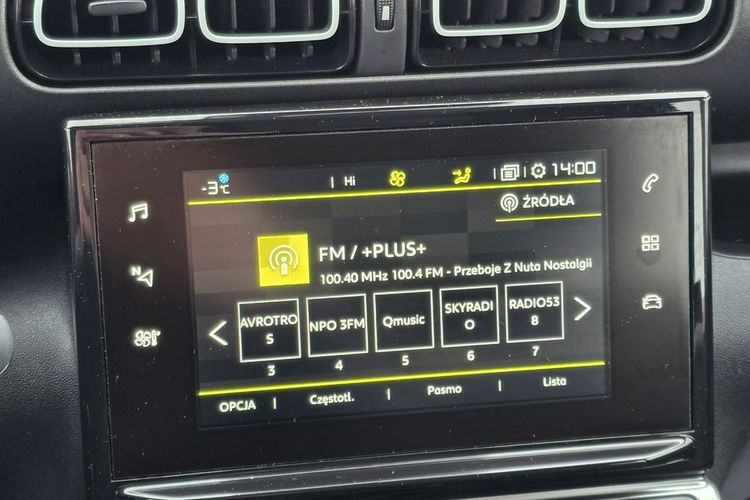 -3°C | Hi | | 14:00
ŹRÓDŁA
FM / +PLUS+
100.40 MHz 100.4 FM - Przeboje Z Nuta Nostalgii
AVROTRO
S
NPO 3FM
Qmusic
SKYRADI
O
RADIO53
8
3 4 5 6 7
OPCJA | Częstotl. | Pasmo | Lista
N